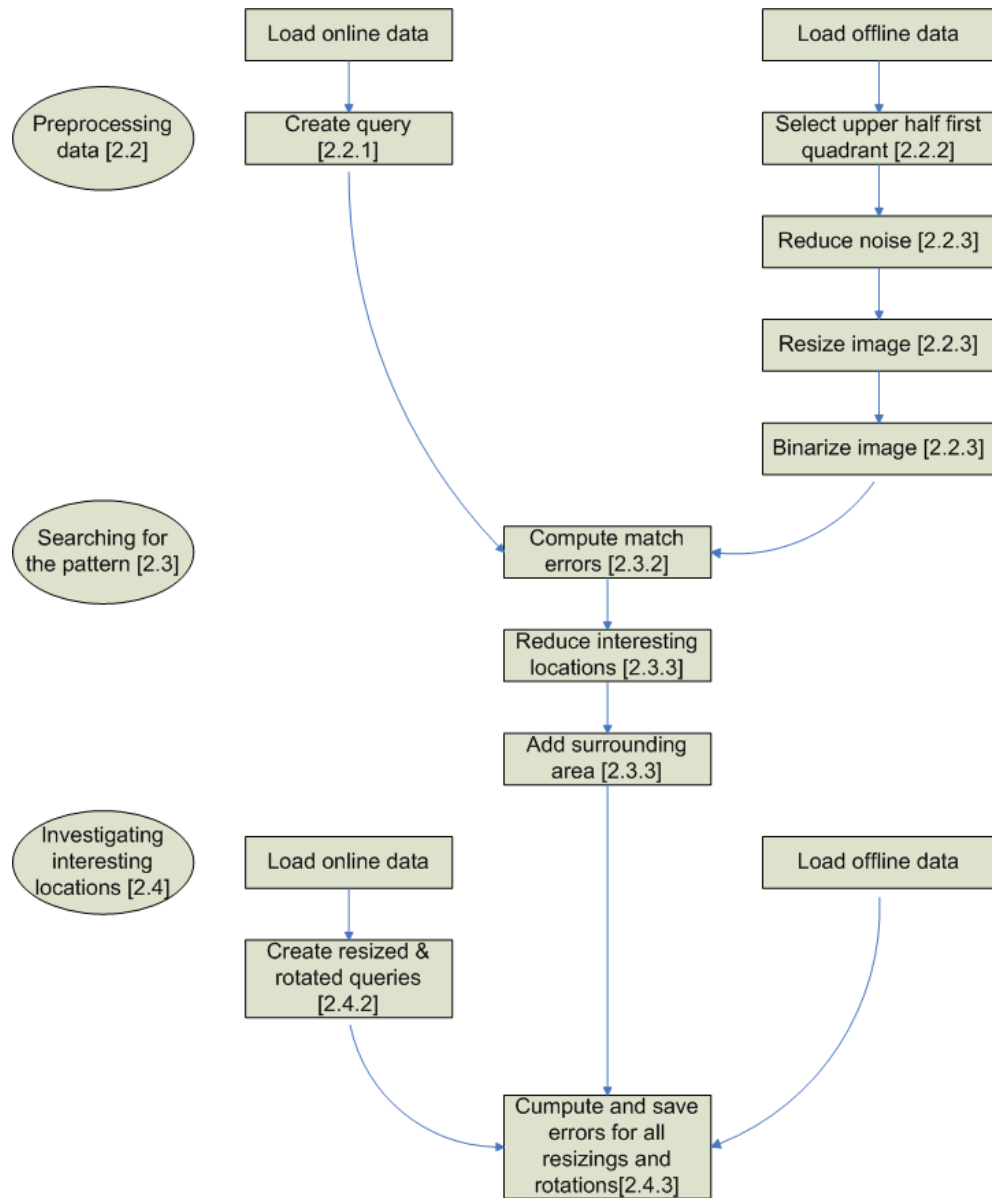 Load online data
Load offline data
Preprocessing
data [2.2]
Create query
[2.2.1]
Select upper half first
quadrant [2.2.2]
Reduce noise [2.2.3]
Resize image [2.2.3]
Binarize image [2.2.3]
Searching for
the pattern [2.3]
Compute match
errors [2.3.2]
Reduce interesting
locations [2.3.3]
Add surrounding
area [2.3.3]
Investigating
interesting
locations [2.4]
Load online data
Load offline data
Create resized &
rotated queries
[2.4.2]
Cumpute and save
errors for all
resizings and
rotations[2.4.3]